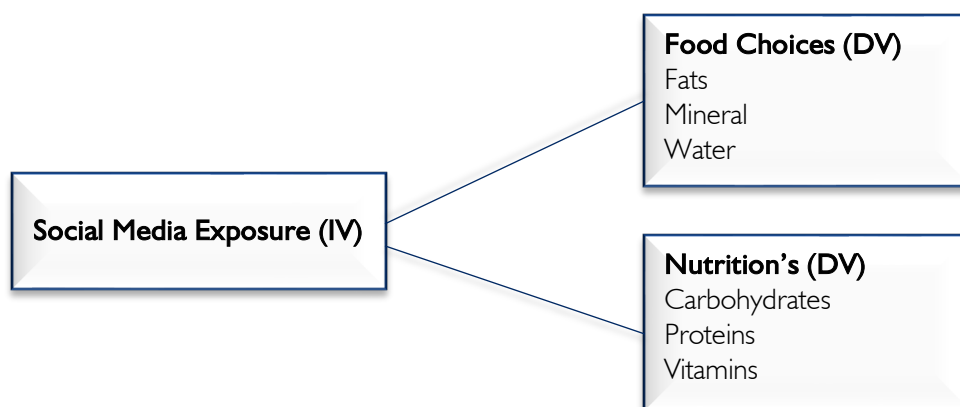 Social Media Exposure (IV)
Food Choices (DV)
Fats
Mineral
Water
Nutrition’s (DV)
Carbohydrates
Proteins
Vitamins